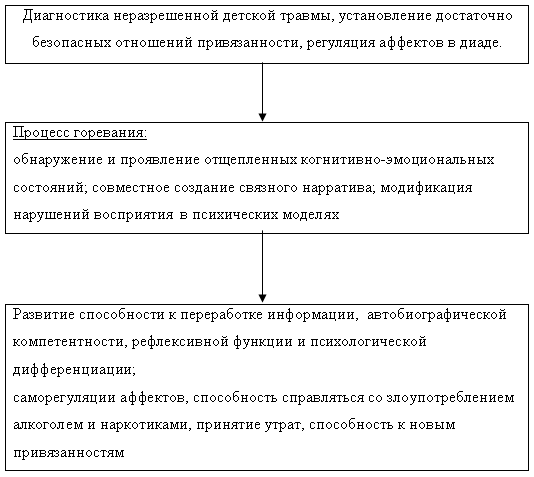 Диагностика неразрешенной детской травмы, установление достаточно
безопасных отношений привязанности, регуляция аффектов в диаде.
Процесс горевания:
обнаружение и проявление отщепленных когнитивно-эмоциональных
состояний; совместное создание связного нарратива; модификация
нарушений восприятия в психических моделях
Развитие способности к переработке информации, автобиографической
компетентности, рефлексивной функции и психологической
дифференциации;
саморегуляции аффектов, способность справляться со злоупотреблением
алкоголем и наркотиками, принятие утрат, способность к новым
привязанностям